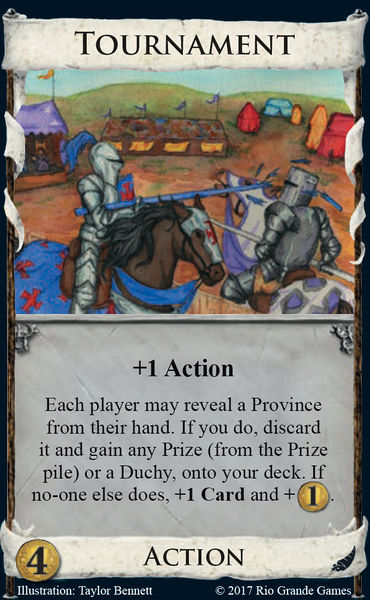 TOURNAMENT
+1 Action
Each player may reveal a Province
from their hand. If you do, discard
it and gain any Prize (from the Prize
pile) or a Duchy, onto your deck. If
no-one else does, +1 Card and +1.
4
ACTION
Illustration: Taylor Bennett
© 2017 Rio Grande Games